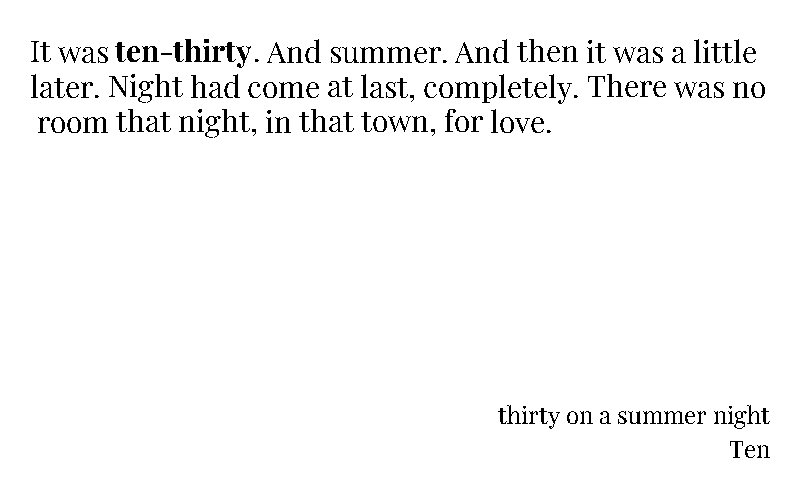 It was ten-thirty. And summer. And then it was a little
later. Night had come at last, completely. There was no
room that night, in that town, for love.
thirty on a summer night
Ten